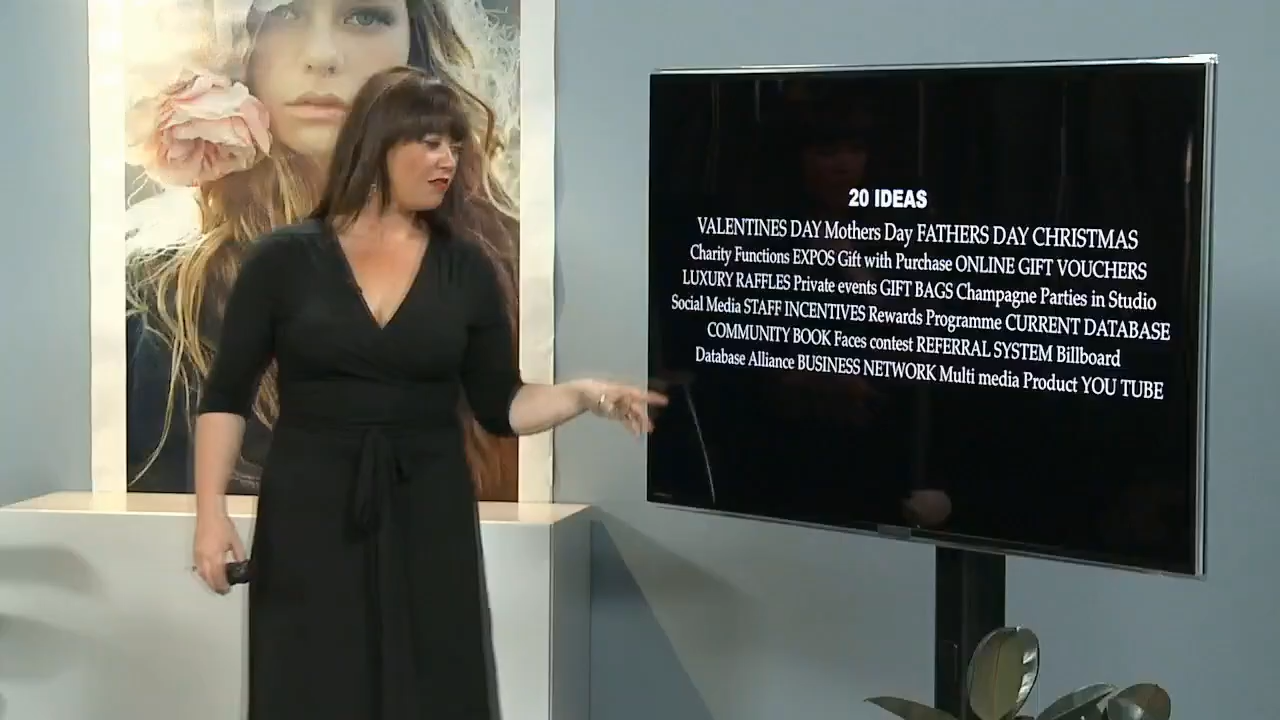 20 IDEAS
VALENTINES DAY Mothers Day FATHERS DAY CHRISTMAS
Charity Functions EXPOS Gift with Purchase ONLINE GIFT VOUCHERS
LUXURY RAFFLES Private events GIFT BAGS Champagne Parties in Studio
Social Media STAFF INCENTIVES Rewards Programme CURRENT DATABASE
COMMUNITY BOOK Faces contest REFERRAL SYSTEM Billboard
Database Alliance BUSINESS NETWORK Multi media Product YOU TUBE